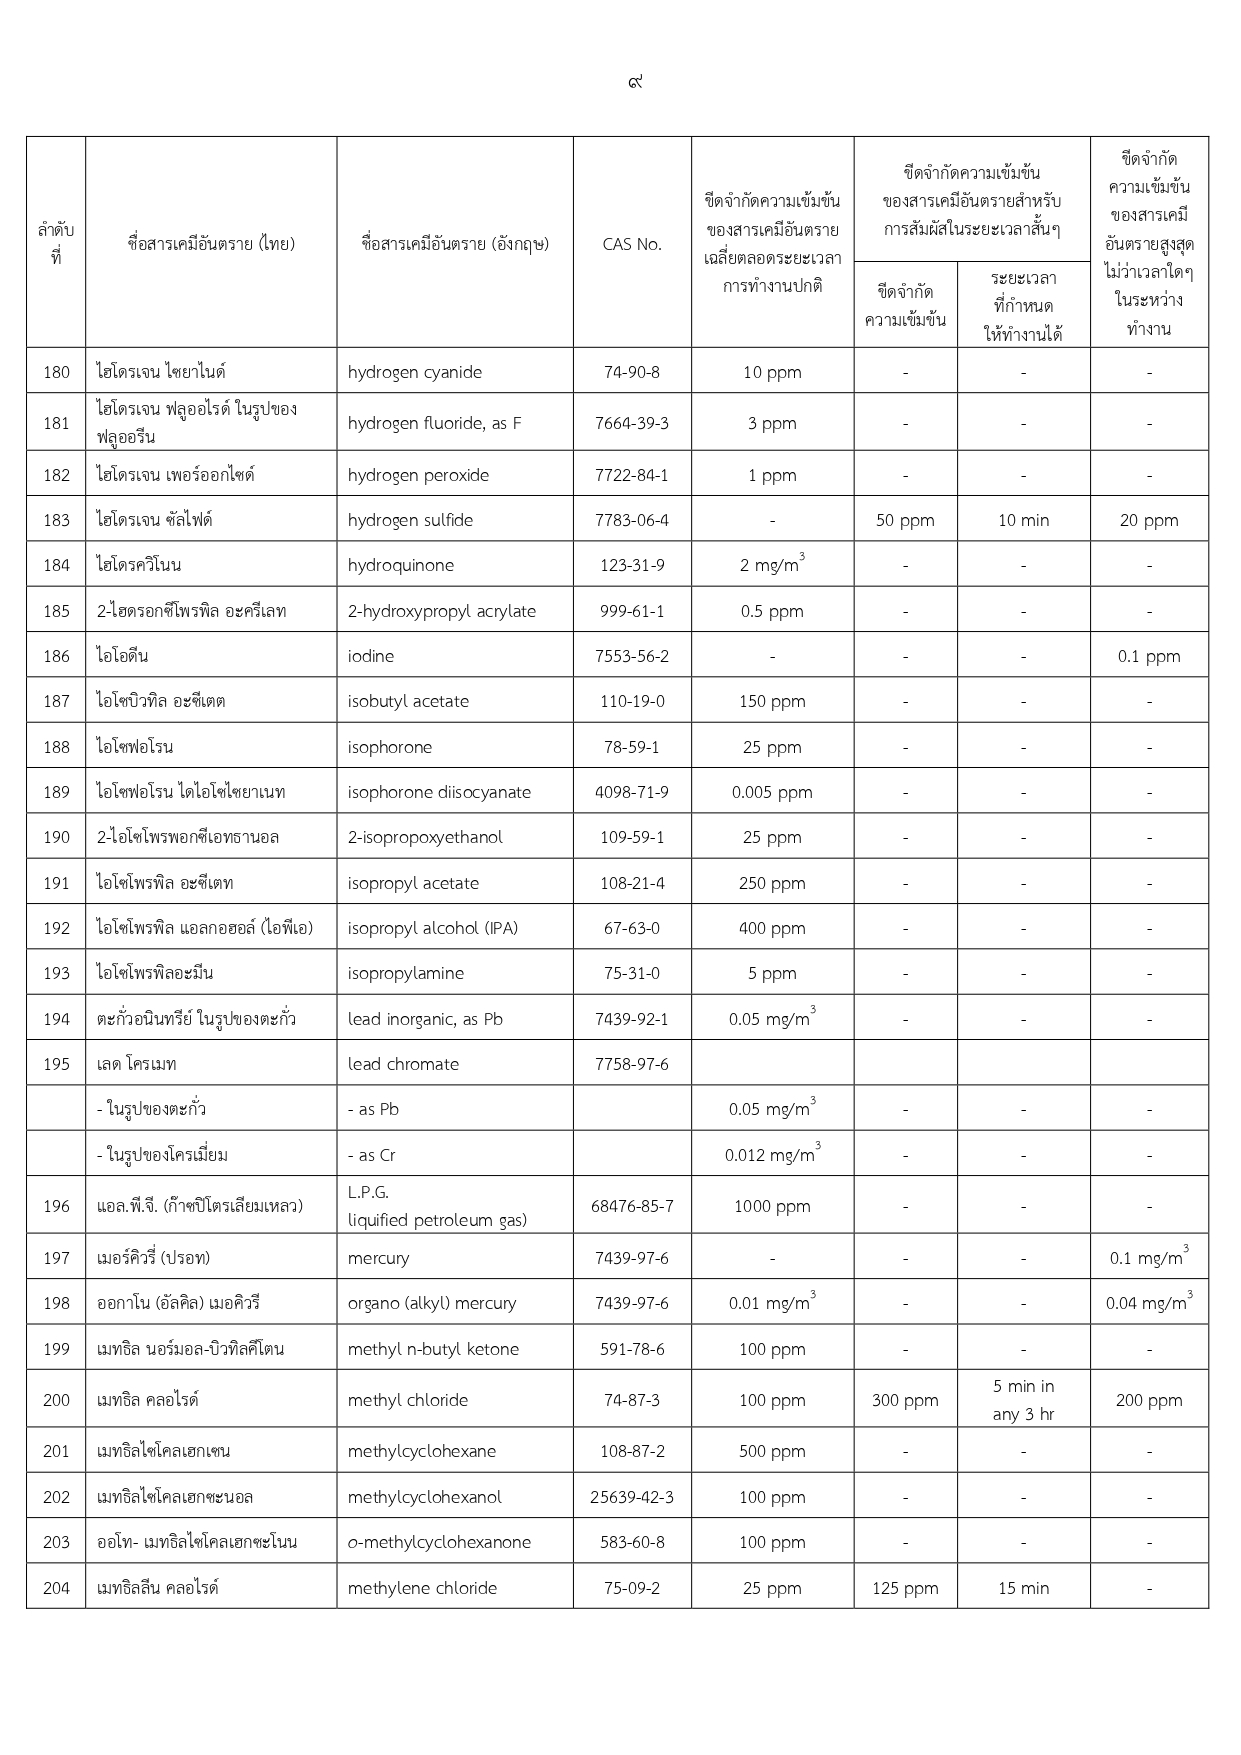 ๙
ลำดับ
ที่
ชื่อสารเคมีอันตราย (ไทย)
ชื่อสารเคมีอันตราย (อังกฤษ)
CAS No.
ขีดจำกัดความเข้มข้น
ของสารเคมีอันตราย
เฉลี่ยตลอดระยะเวลา
การทำงานปกติ
ขีดจำกัดความเข้มข้น
ของสารเคมีอันตรายสำหรับ
การสัมผัสในระยะเวลาสั้นๆ
ขีดจำกัด
ความเข้มข้น
ระยะเวลา
ที่กำหนด
ให้ทำงานได้
ขีดจำกัด
ความเข้มข้น
ของสารเคมี
อันตรายสูงสุด
ไม่ว่าเวลาใดๆ
ในระหว่าง
ทำงาน
180 ไฮโดรเจน ไซยาไนด์ hydrogen cyanide 74-90-8 10 ppm - - -
181 ไฮโดรเจน ฟลูออไรด์ ในรูปของ
ฟลูออรีน hydrogen fluoride, as F 7664-39-3 3 ppm - - -
182 ไฮโดรเจน เพอร์ออกไซด์ hydrogen peroxide 7722-84-1 1 ppm - - -
183 ไฮโดรเจน ซัลไฟด์ hydrogen sulfide 7783-06-4 - 50 ppm 10 min 20 ppm
184 ไฮโดรควิโนน hydroquinone 123-31-9 2 mg/m³ - - -
185 2-ไฮดรอกซีโพรพิล อะครีเลท 2-hydroxypropyl acrylate 999-61-1 0.5 ppm - - -
186 ไอโอดีน iodine 7553-56-2 - - - 0.1 ppm
187 ไอโซบิวทิล อะซีเตต isobutyl acetate 110-19-0 150 ppm - - -
188 ไอโซฟอโรน isophorone 78-59-1 25 ppm - - -
189 ไอโซฟอโรน ไดไอโซไซยาเนท isophorone diisocyanate 4098-71-9 0.005 ppm - - -
190 2-ไอโซโพรพอกซีเอทธานอล 2-isopropoxyethanol 109-59-1 25 ppm - - -
191 ไอโซโพรพิล อะซีเตท isopropyl acetate 108-21-4 250 ppm - - -
192 ไอโซโพรพิล แอลกอฮอล์ (ไอพีเอ) isopropyl alcohol (IPA) 67-63-0 400 ppm - - -
193 ไอโซโพรพิลอะมีน isopropylamine 75-31-0 5 ppm - - -
194 ตะกั่วอนินทรีย์ ในรูปของตะกั่ว lead inorganic, as Pb 7439-92-1 0.05 mg/m³ - - -
195 เลด โครเมท lead chromate 7758-97-6
- ในรูปของตะกั่ว - as Pb 0.05 mg/m³ - - -
- ในรูปของโครเมี่ยม - as Cr 0.012 mg/m³ - - -
196 แอล.พี.จี. (ก๊าซปิโตรเลียมเหลว) L.P.G.
liquified petroleum gas) 68476-85-7 1000 ppm - - -
197 เมอร์คิวรี่ (ปรอท) mercury 7439-97-6 - - - 0.1 mg/m³
198 ออกาโน (อัลคิล) เมอคิวรี organo (alkyl) mercury 7439-97-6 0.01 mg/m³ - - 0.04 mg/m³
199 เมทธิล นอร์มอล-บิวทิลคีโตน methyl n-butyl ketone 591-78-6 100 ppm - - -
200 เมทธิล คลอไรด์ methyl chloride 74-87-3 100 ppm 300 ppm 5 min in
any 3 hr 200 ppm
201 เมทธิลไซโคลเฮกเซน methylcyclohexane 108-87-2 500 ppm - - -
202 เมทธิลไซโคลเฮกซะนอล methylcyclohexanol 25639-42-3 100 ppm - - -
203 ออโท- เมทธิลไซโคลเฮกซะโนน o-methylcyclohexanone 583-60-8 100 ppm - - -
204 เมทธิลลีน คลอไรด์ methylene chloride 75-09-2 25 ppm 125 ppm 15 min -